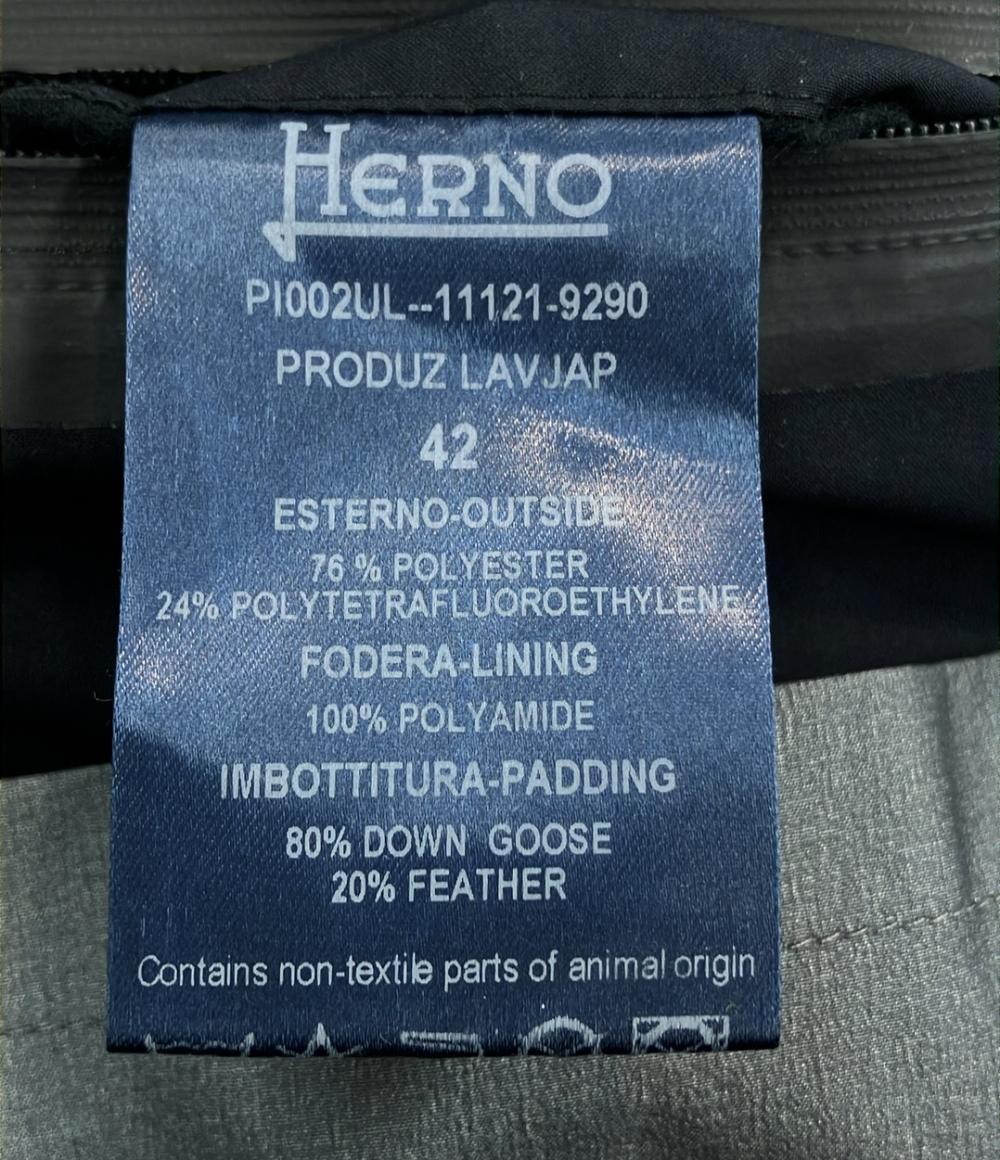 HERNO
PI002UL--11121-9290
PRODUZ LAVJAP
42
ESTERNO-OUTSIDE
76 % POLYESTER
24% POLYTETRAFLUOROETHYLENE
FODERA-LINING
100% POLYAMIDE
IMBOTTITURA-PADDING
80% DOWN GOOSE
20% FEATHER
Contains non-textile parts of animal origin